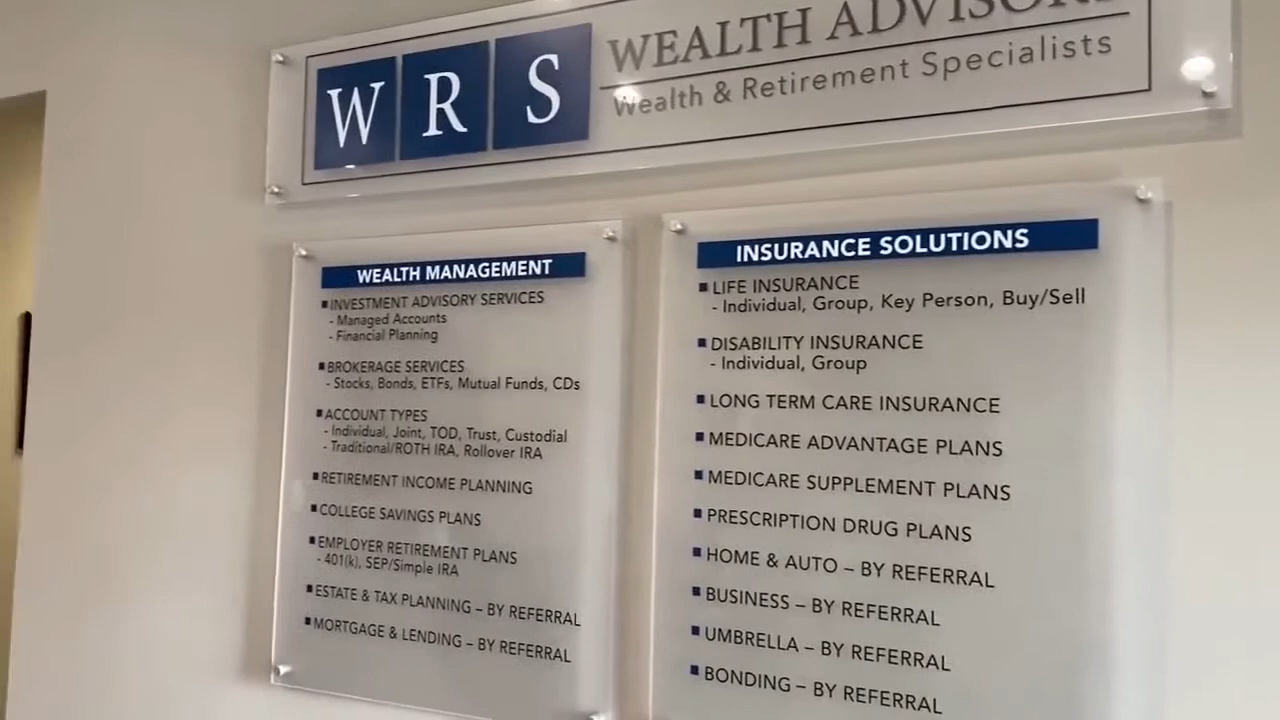 W R S
WEALTH ADVISORS
Wealth & Retirement Specialists
WEALTH MANAGEMENT
▪INVESTMENT ADVISORY SERVICES
- Managed Accounts
- Financial Planning
▪BROKERAGE SERVICES
- Stocks, Bonds, ETFs, Mutual Funds, CDs
▪ACCOUNT TYPES
- Individual, Joint, TOD, Trust, Custodial
- Traditional/ROTH IRA, Rollover IRA
▪RETIREMENT INCOME PLANNING
▪COLLEGE SAVINGS PLANS
▪EMPLOYER RETIREMENT PLANS
- 401(k), SEP/Simple IRA
▪ESTATE & TAX PLANNING – BY REFERRAL
▪MORTGAGE & LENDING – BY REFERRAL
INSURANCE SOLUTIONS
▪LIFE INSURANCE
- Individual, Group, Key Person, Buy/Sell
▪DISABILITY INSURANCE
- Individual, Group
▪LONG TERM CARE INSURANCE
▪MEDICARE ADVANTAGE PLANS
▪MEDICARE SUPPLEMENT PLANS
▪PRESCRIPTION DRUG PLANS
▪HOME & AUTO – BY REFERRAL
▪BUSINESS – BY REFERRAL
▪UMBRELLA – BY REFERRAL
▪BONDING – BY REFERRAL